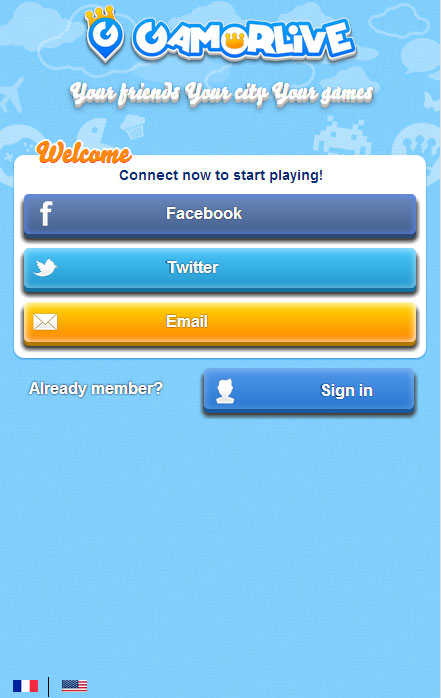 GAMORLIVE
Your friends Your city Your games
Welcome
Connect now to start playing!
Facebook
Twitter
Email
Already member?
Sign in